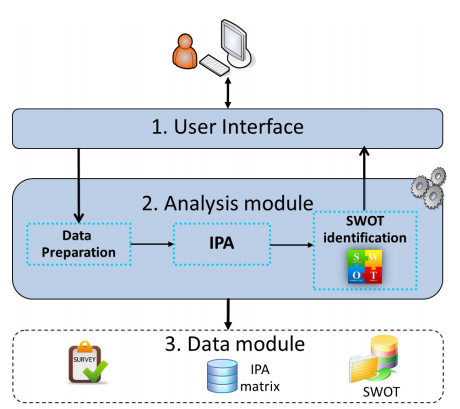 1. User Interface
2. Analysis module
Data
Preparation
IPA
SWOT
identification
S W
O T
3. Data module
SURVEY
IPA
matrix
SWOT